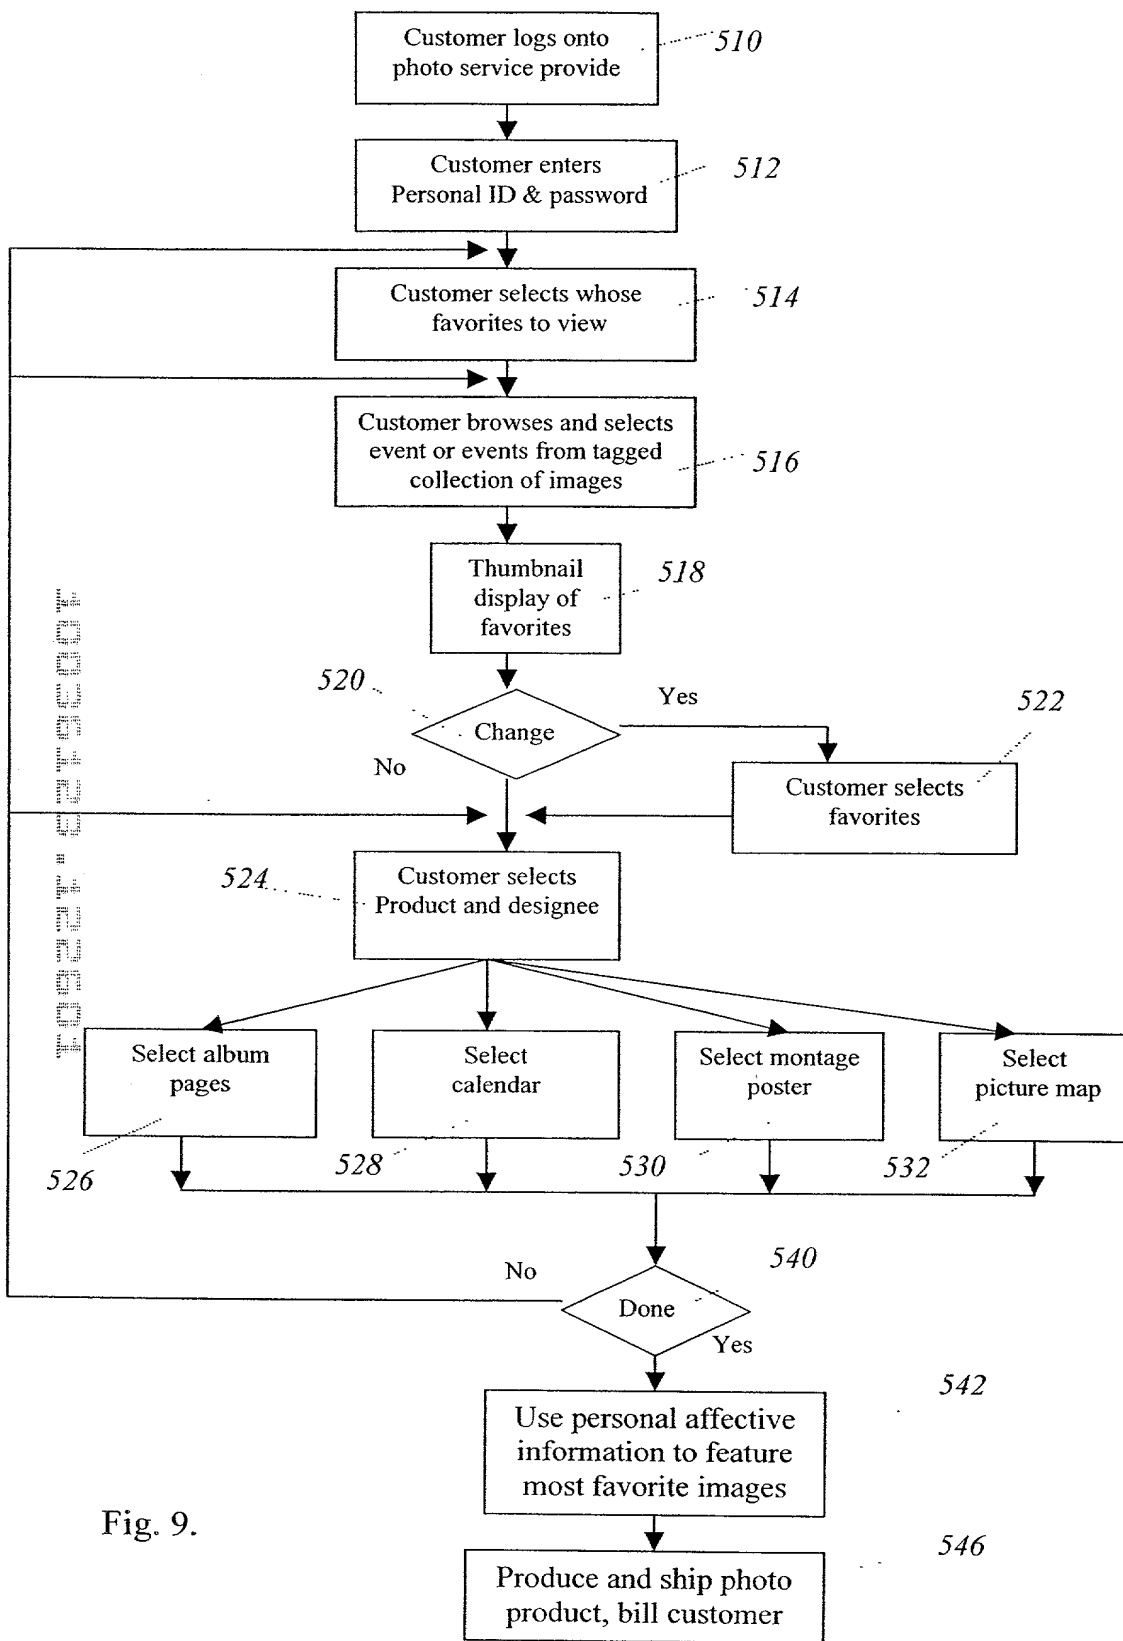 Customer logs onto
photo service provide
510
Customer enters
Personal ID & password
512
Customer selects whose
favorites to view
514
Customer browses and selects
event or events from tagged
collection of images
516
Thumbnail
display of
favorites
518
520
Change
Yes
No
522
Customer selects
favorites
524
Customer selects
Product and designee
Select album
pages
Select
calendar
Select montage
poster
Select
picture map
526
528
530
532
540
No
Done
Yes
542
Use personal affective
information to feature
most favorite images
Fig. 9.
546
Produce and ship photo
product, bill customer